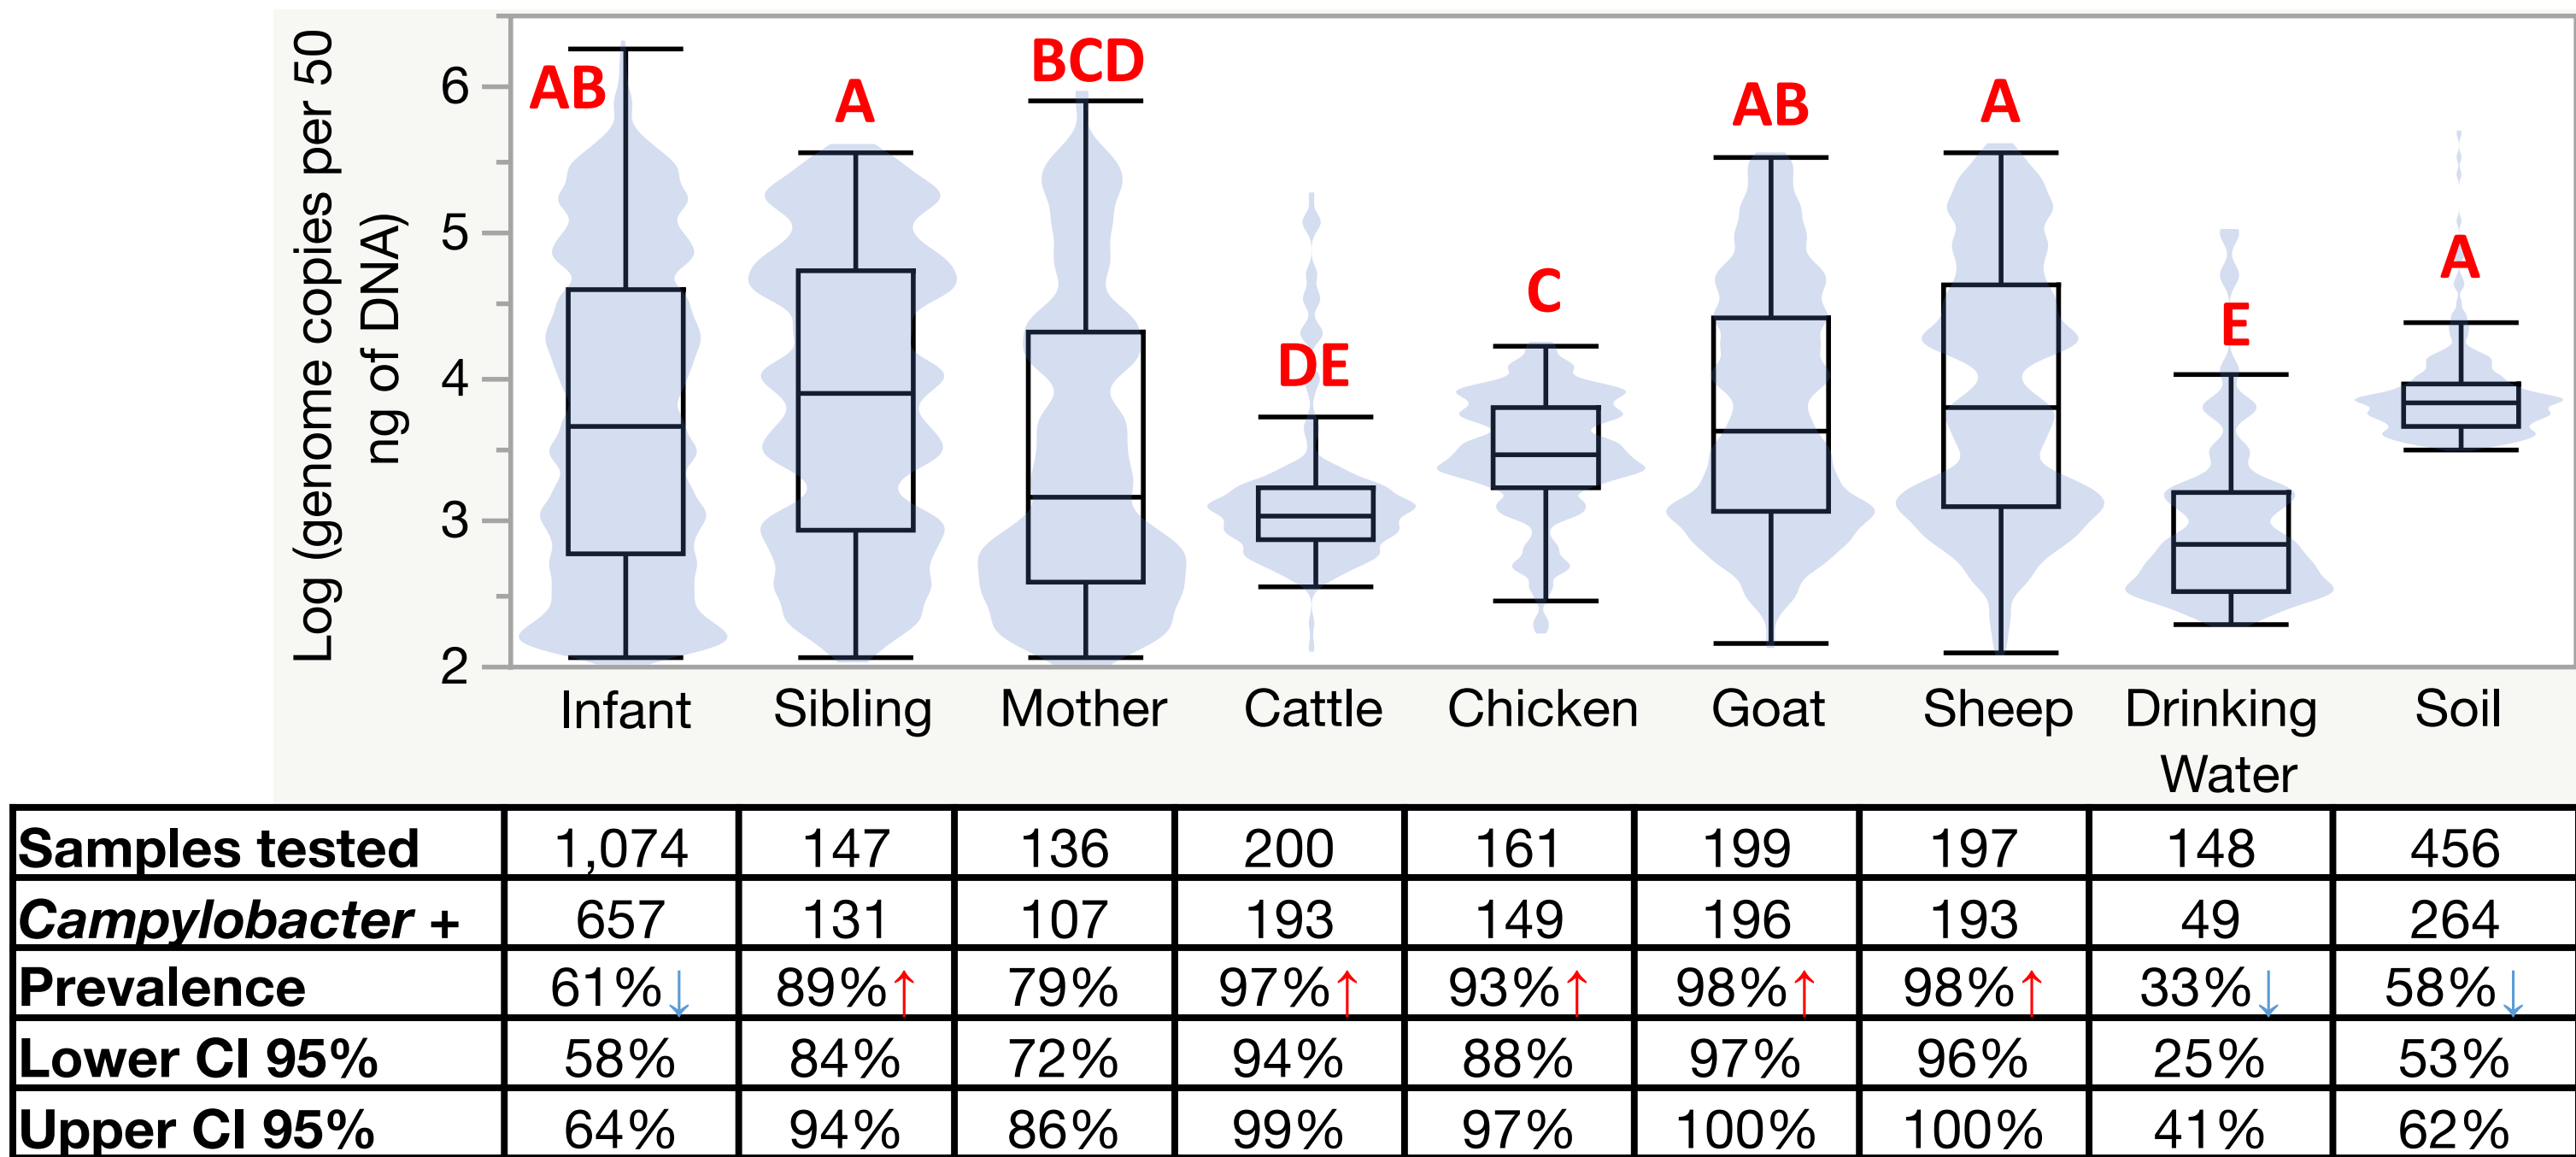 Log (genome copies per 50
ng of DNA)
6
5
4
3
2
AB
A
BCD
DE
C
AB
A
E
A
Infant Sibling Mother Cattle Chicken Goat Sheep Drinking Soil
Water
Samples tested 1,074 147 136 200 161 199 197 148 456
Campylobacter + 657 131 107 193 149 196 193 49 264
Prevalence 61%↓ 89%↑ 79% 97%↑ 93%↑ 98%↑ 98%↑ 33%↓ 58%↓
Lower CI 95% 58% 84% 72% 94% 88% 97% 96% 25% 53%
Upper CI 95% 64% 94% 86% 99% 97% 100% 100% 41% 62%